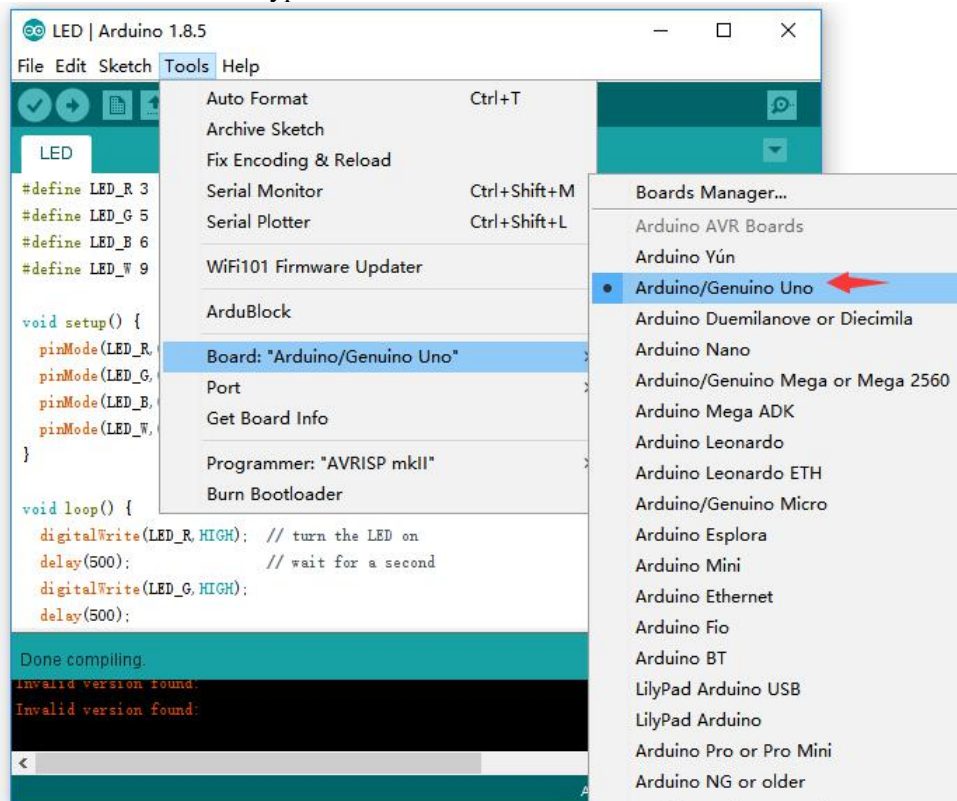 LED | Arduino 1.8.5
File Edit Sketch Tools Help
LED
#define LED_R 3
#define LED_G 5
#define LED_B 6
#define LED_W 9
void setup() {
pinMode(LED_R,
pinMode(LED_G,
pinMode(LED_B,
pinMode(LED_W,
}
void loop() {
digitalWrite(LED_R,HIGH); // turn the LED on
delay(500); // wait for a second
digitalWrite(LED_G,HIGH);
delay(500);
Done compiling.
Invalid version found:
Invalid version found:
Auto Format Ctrl+T
Archive Sketch
Fix Encoding & Reload
Serial Monitor Ctrl+Shift+M
Serial Plotter Ctrl+Shift+L
WiFi101 Firmware Updater
ArduBlock
Board: "Arduino/Genuino Uno"
Port
Get Board Info
Programmer: "AVRISP mkII"
Burn Bootloader
Boards Manager...
Arduino AVR Boards
Arduino Yún
Arduino/Genuino Uno
Arduino Duemilanove or Diecimila
Arduino Nano
Arduino/Genuino Mega or Mega 2560
Arduino Mega ADK
Arduino Leonardo
Arduino Leonardo ETH
Arduino/Genuino Micro
Arduino Esplora
Arduino Mini
Arduino Ethernet
Arduino Fio
Arduino BT
LilyPad Arduino USB
LilyPad Arduino
Arduino Pro or Pro Mini
Arduino NG or older